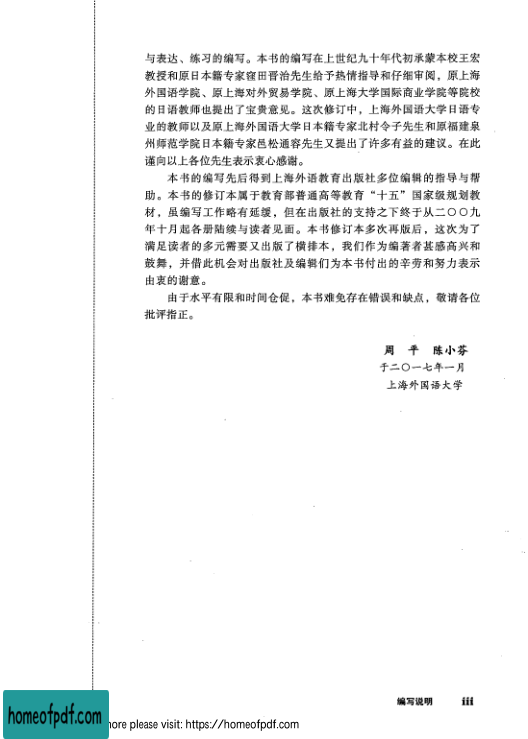 与表达、练习的编写。本书的编写在上世纪九十年代初承蒙本校王宏
教授和原日本籍专家窪田晋治先生给予热情指导和仔细审阅，原上海
外国语学院、原上海对外贸易学院、原上海大学国际商业学院等院校
的日语教师也提出了宝贵意见。这次修订中，上海外国语大学日语专
业的教师以及原上海外国语大学日本籍专家北村令子先生和原福建泉
州师范学院日本籍专家邑松通容先生又提出了许多有益的建议。在此
谨向以上各位先生表示衷心感谢。
本书的编写先后得到上海外语教育出版社多位编辑的指导与帮
助。本书的修订本属于教育部普通高等教育“十五”国家级规划教
材，虽编写工作略有延缓，但在出版社的支持之下终于从二〇〇九
年十月起各册陆续与读者见面。本书修订本多次再版后，这次为了
满足读者的多元需要又出版了横排本，我们作为编著者甚感高兴和
鼓舞，并借此机会对出版社及编辑们为本书付出的辛劳和努力表示
由衷的谢意。
由于水平有限和时间仓促，本书难免存在错误和缺点，敬请各位
批评指正。
周 平 陈小芬
于二〇一七年一月
上海外国语大学
编写说明 iii
homeofpdf.com
more please visit: https://homeofpdf.com